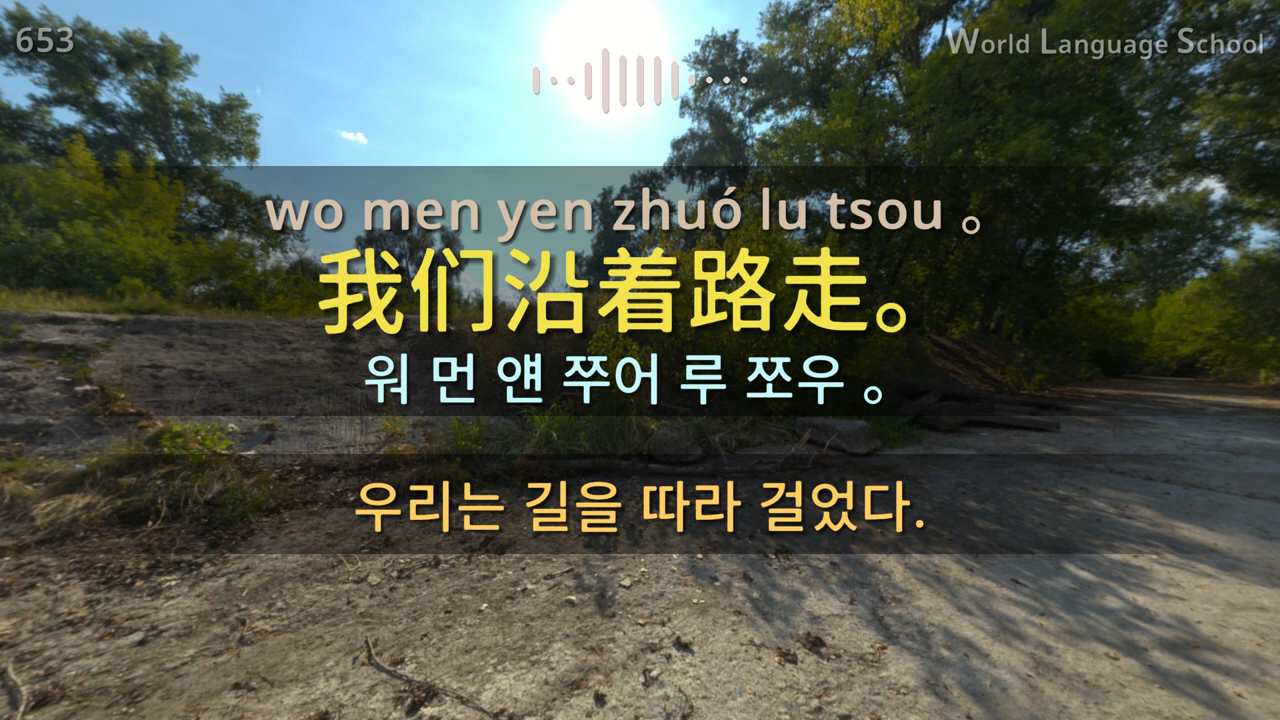 653
World Language School
wo men yen zhuó lu tsou 。
我们沿着路走。
워 먼 얜 쭈어 루 쪼우 。
우리는 길을 따라 걸었다.